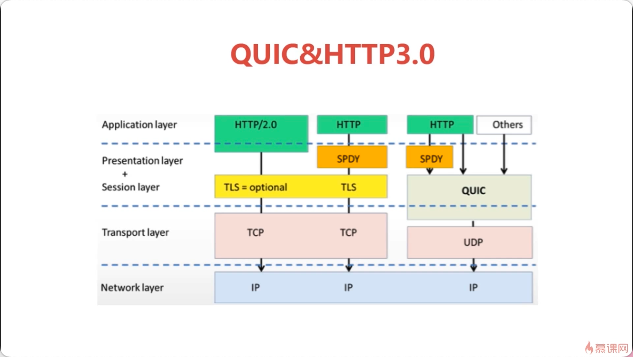 QUIC&HTTP3.0
Application layer
HTTP/2.0
HTTP
HTTP
Others
Presentation layer
+
Session layer
SPDY
SPDY
TLS = optional
TLS
QUIC
Transport layer
TCP
TCP
UDP
Network layer
IP
IP
IP
慕课网